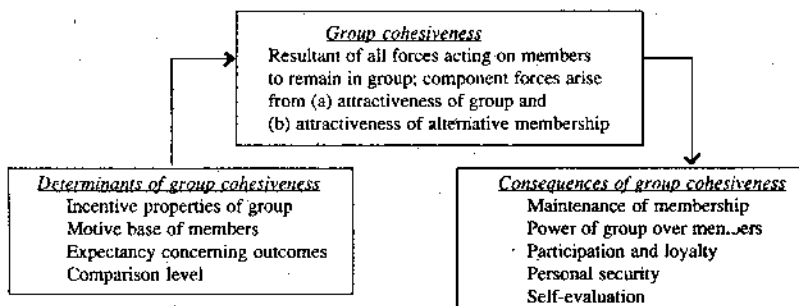 Group cohesiveness
Resultant of all forces acting on members
to remain in group; component forces arise
from (a) attractiveness of group and
(b) attractiveness of alternative membership
Determinants of group cohesiveness
Incentive properties of group
Motive base of members
Expectancy concerning outcomes
Comparison level
Consequences of group cohesiveness
Maintenance of membership
Power of group over members
Participation and loyalty
Personal security
Self-evaluation